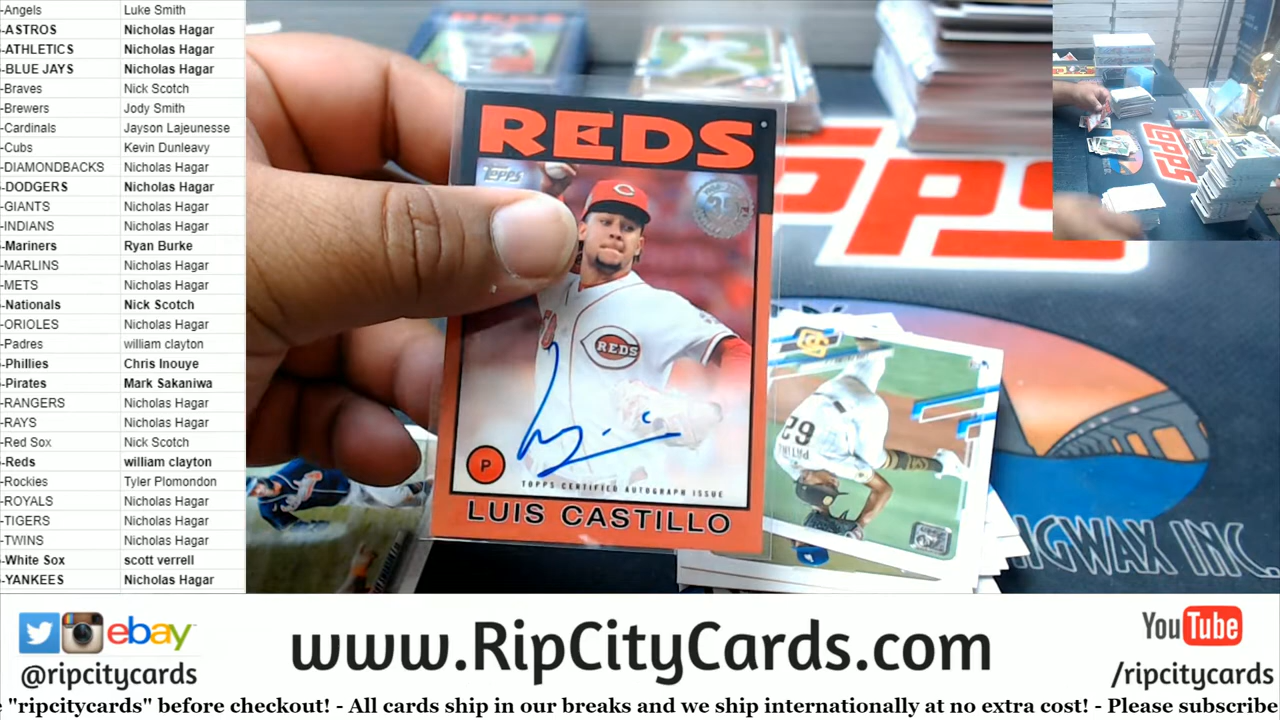 -Angels Luke Smith
-ASTROS Nicholas Hagar
-ATHLETICS Nicholas Hagar
-BLUE JAYS Nicholas Hagar
-Braves Nick Scotch
-Brewers Jody Smith
-Cardinals Jayson Lajeunesse
-Cubs Kevin Dunleavy
-DIAMONDBACKS Nicholas Hagar
-DODGERS Nicholas Hagar
-GIANTS Nicholas Hagar
-INDIANS Nicholas Hagar
-Mariners Ryan Burke
-MARLINS Nicholas Hagar
-METS Nicholas Hagar
-Nationals Nick Scotch
-ORIOLES Nicholas Hagar
-Padres william clayton
-Phillies Chris Inouye
-Pirates Mark Sakaniwa
-RANGERS Nicholas Hagar
-RAYS Nicholas Hagar
-Red Sox Nick Scotch
-Reds william clayton
-Rockies Tyler Plomondon
-ROYALS Nicholas Hagar
-TIGERS Nicholas Hagar
-TWINS Nicholas Hagar
-White Sox scott verrell
-YANKEES Nicholas Hagar
REDS
Topps
REDS
P
TOPPS CERTIFIED AUTOGRAPH ISSUE
LUIS CASTILLO
PATIÑO
29
IGWAX INC.
TOPPS
ebay
@ripcitycards
www.RipCityCards.com
YouTube
/ripcitycards
"ripcitycards" before checkout! - All cards ship in our breaks and we ship internationally at no extra cost! - Please subscribe